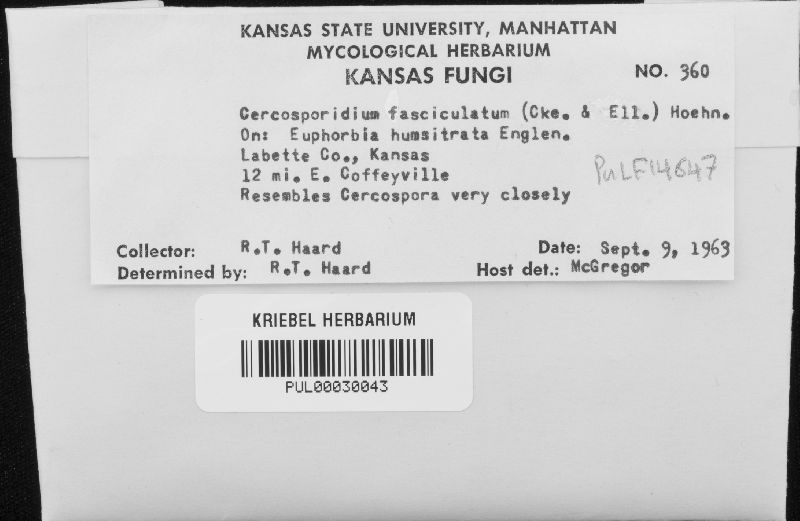 KANSAS STATE UNIVERSITY, MANHATTAN
MYCOLOGICAL HERBARIUM
KANSAS FUNGI NO. 360
Cercosporidium fasciculatum (Cke. & Ell.) Hoehn.
On: Euphorbia humsitrata Englen.
Labette Co., Kansas
12 mi. E. Coffeyville
PulF14647
Resembles Cercospora very closely
Collector: R.T. Haard Date: Sept. 9, 1963
Determined by: R.T. Haard Host det.: McGregor
KRIEBEL HERBARIUM
PUL00030043